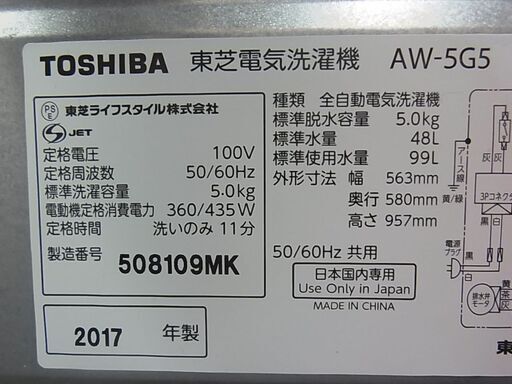 TOSHIBA 東芝電気洗濯機 AW-5G5
PS E 東芝ライフスタイル株式会社
S JET
定格電圧 100V
定格周波数 50/60Hz
標準洗濯容量 5.0kg
電動機定格消費電力 360/435W
定格時間 洗いのみ 11分
製造番号 508109MK
2017 年製
種類 全自動電気洗濯機
標準脱水容量 5.0kg
標準水量 48L
標準使用水量 99L
外形寸法 幅 563mm
奥行 580mm
高さ 957mm
50/60Hz 共用
日本国内専用
Use Only in Japan
MADE IN CHINA
灰 灰
アース線
黄/緑
3Pコネクタ
黒 白
電源
プラグ
黒
白
排水弁
モータ
黄
茶
灰
東